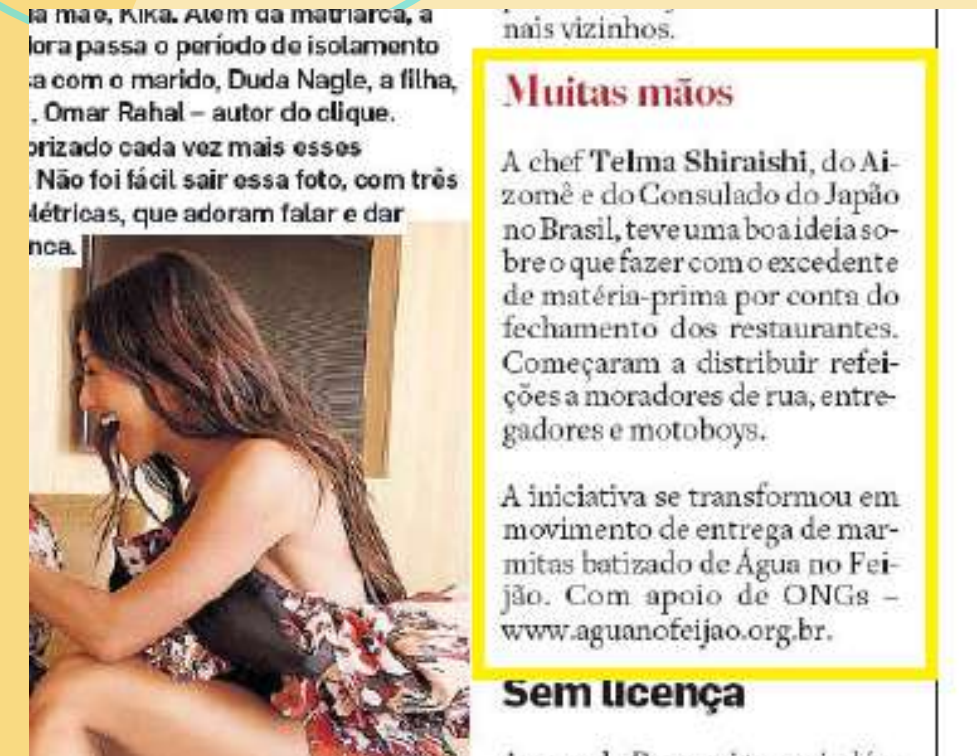 la mãe, Kika. Além da matriarca, a
dora passa o período de isolamento
sa com o marido, Duda Nagle, a filha,
, Omar Rahal – autor do clique.
orizado cada vez mais esses
Não foi fácil sair essa foto, com três
létricas, que adoram falar e dar
nca.
nais vizinhos.
Muitas mãos
A chef Telma Shiraishi, do Ai-
zomê e do Consulado do Japão
no Brasil, teve uma boa ideia so-
bre o que fazer com o excedente
de matéria-prima por conta do
fechamento dos restaurantes.
Começaram a distribuir refei-
ções a moradores de rua, entre-
gadores e motoboys.
A iniciativa se transformou em
movimento de entrega de mar-
mitas batizado de Água no Fei-
jão. Com apoio de ONGs –
www.aguanofeijao.org.br.
Sem licença